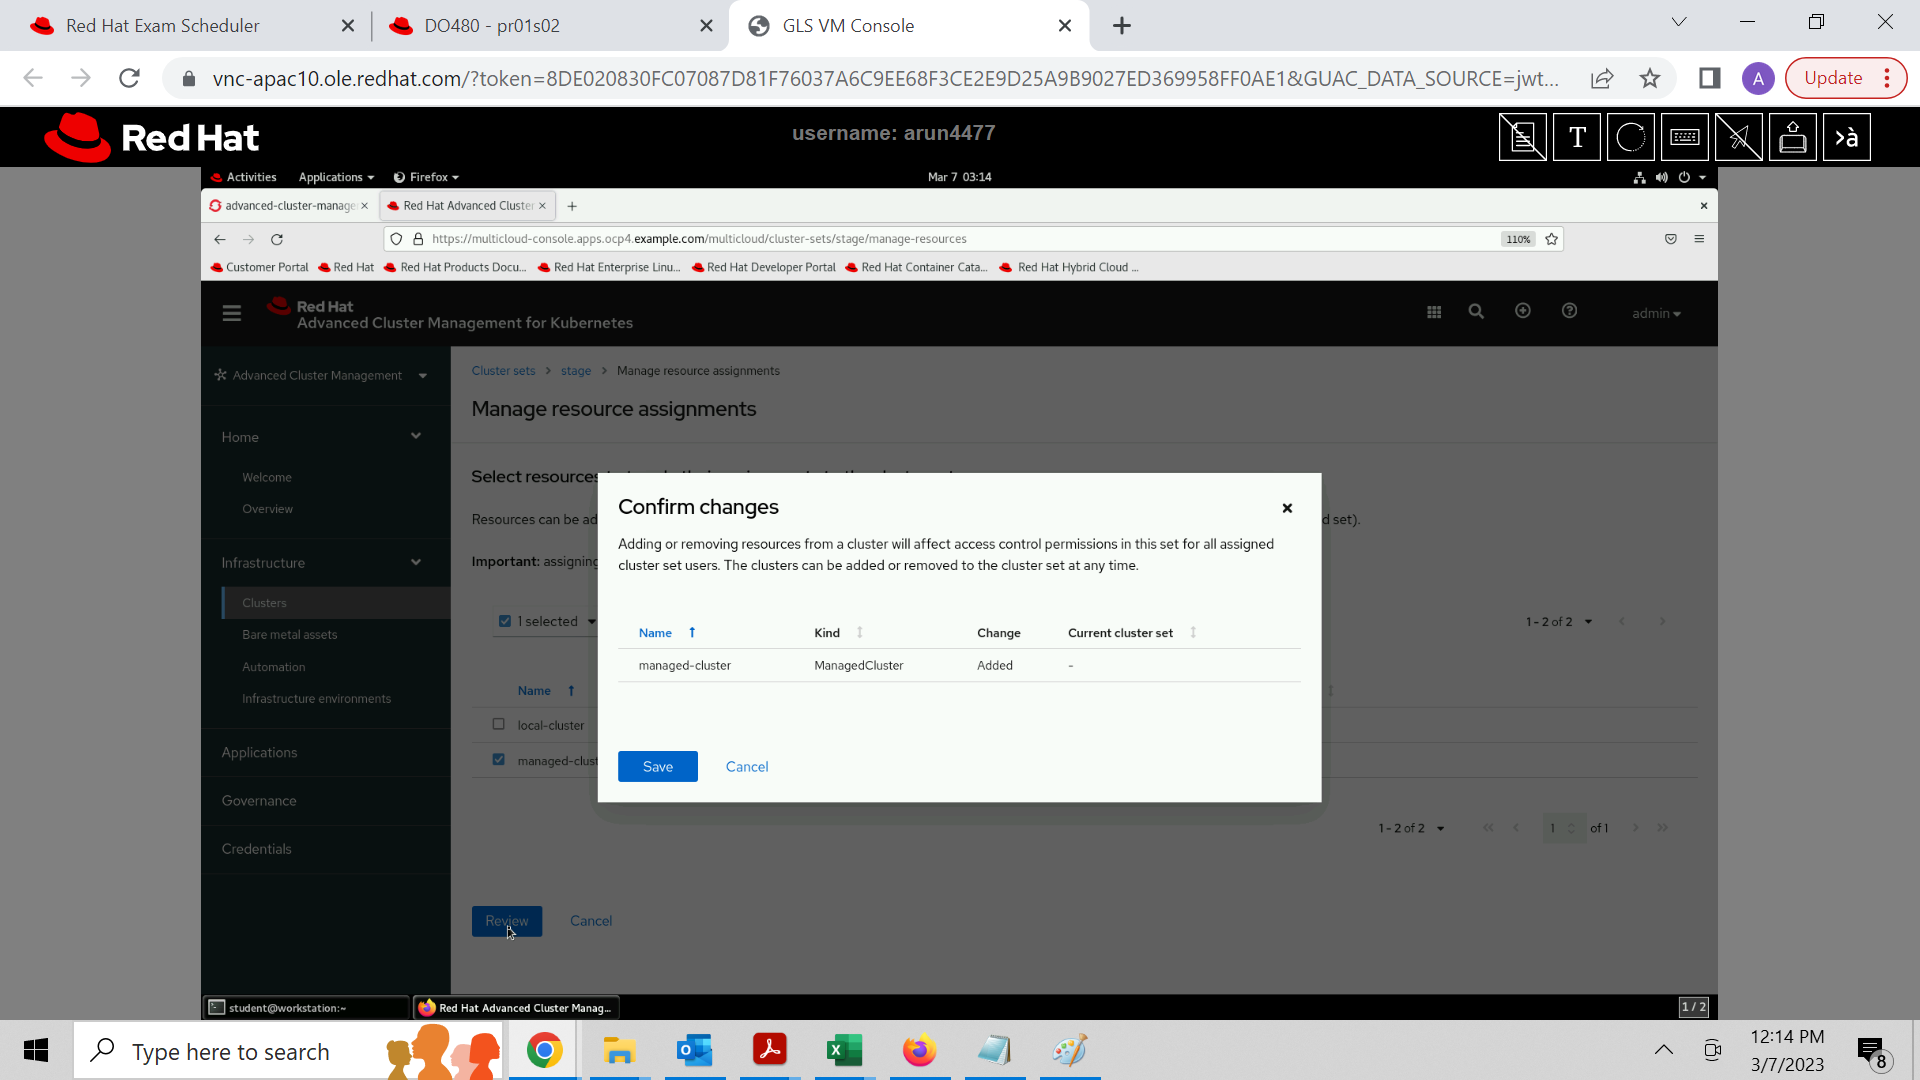 Red Hat Exam Scheduler
DO480 - pr01s02
GLS VM Console
vnc-apac10.ole.redhat.com/?token=8DE020830FC07087D81F76037A6C9EE68F3CE2E9D25A9B9027ED369958FF0AE1&GUAC_DATA_SOURCE=jwt...
A
Update
Red Hat
username: arun4477
T
›à
Activities
Applications
Firefox
Mar 7 03:14
advanced-cluster-manage
Red Hat Advanced Cluster
https://multicloud-console.apps.ocp4.example.com/multicloud/cluster-sets/stage/manage-resources
110%
Customer Portal
Red Hat
Red Hat Products Docu...
Red Hat Enterprise Linu...
Red Hat Developer Portal
Red Hat Container Cata...
Red Hat Hybrid Cloud ...
Red Hat
Advanced Cluster Management for Kubernetes
admin
Advanced Cluster Management
Home
Welcome
Overview
Infrastructure
Clusters
Bare metal assets
Automation
Infrastructure environments
Applications
Governance
Credentials
Cluster sets > stage > Manage resource assignments
Manage resource assignments
Select resources
Resources can be ad
d set).
Important: assigning
1 selected
1 - 2 of 2
Name
local-cluster
managed-clust
1 - 2 of 2
1 of 1
Review
Cancel
Confirm changes
Adding or removing resources from a cluster will affect access control permissions in this set for all assigned
cluster set users. The clusters can be added or removed to the cluster set at any time.
Name Kind Change Current cluster set
managed-cluster ManagedCluster Added -
Save
Cancel
student@workstation:~
Red Hat Advanced Cluster Manag...
1 / 2
Type here to search
12:14 PM
3/7/2023
8